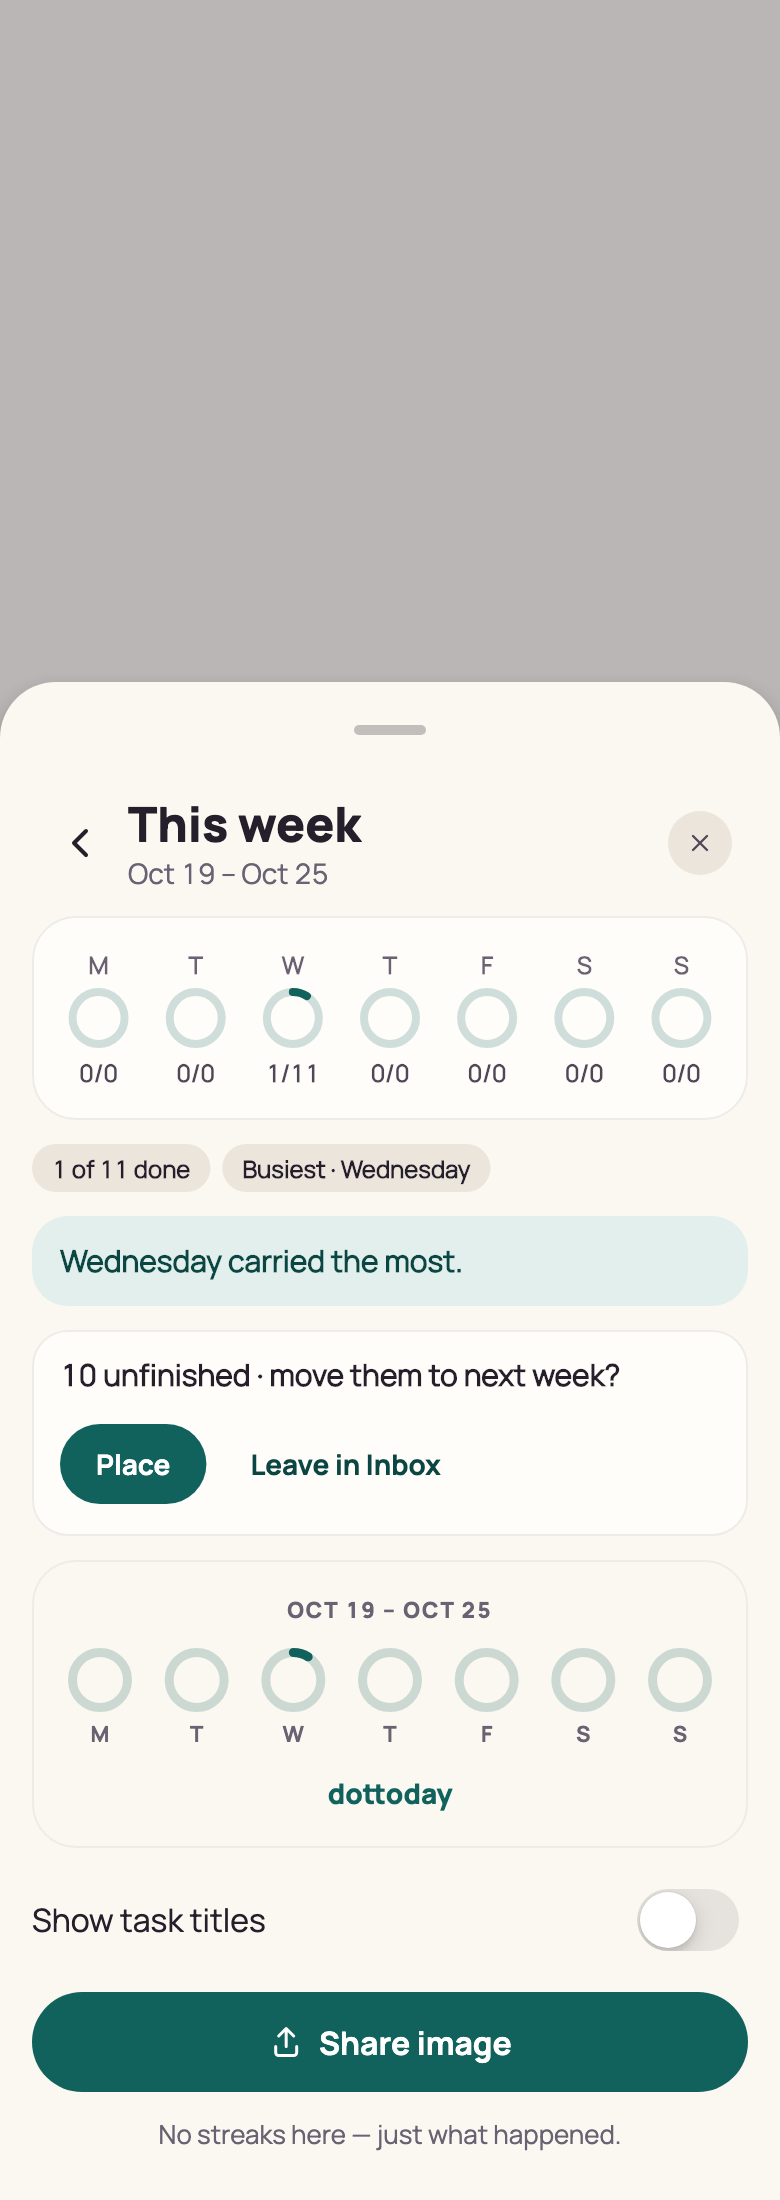 This week
Oct 19 – Oct 25
M T W T F S S
0/0 0/0 1/11 0/0 0/0 0/0 0/0
1 of 11 done Busiest · Wednesday
Wednesday carried the most.
10 unfinished · move them to next week?
Place Leave in Inbox
OCT 19 – OCT 25
M T W T F S S
dottoday
Show task titles
Share image
No streaks here — just what happened.